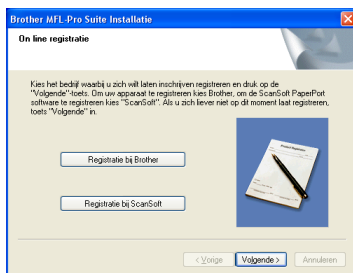 Brother MFL-Pro Suite Installatie
On line registratie
Kies het bedrijf waarbij u zich wilt laten inschrijven registreren en druk op de
"Volgende"-toets. Om uw apparaat te registreren kies Brother, om de ScanSoft PaperPort
software te registreren kies "ScanSoft". Als u zich liever niet op dit moment laat registreren,
toets "Volgende" in.
Registratie bij Brother
Registratie bij ScanSoft
< Vorige
Volgende >
Annuleren